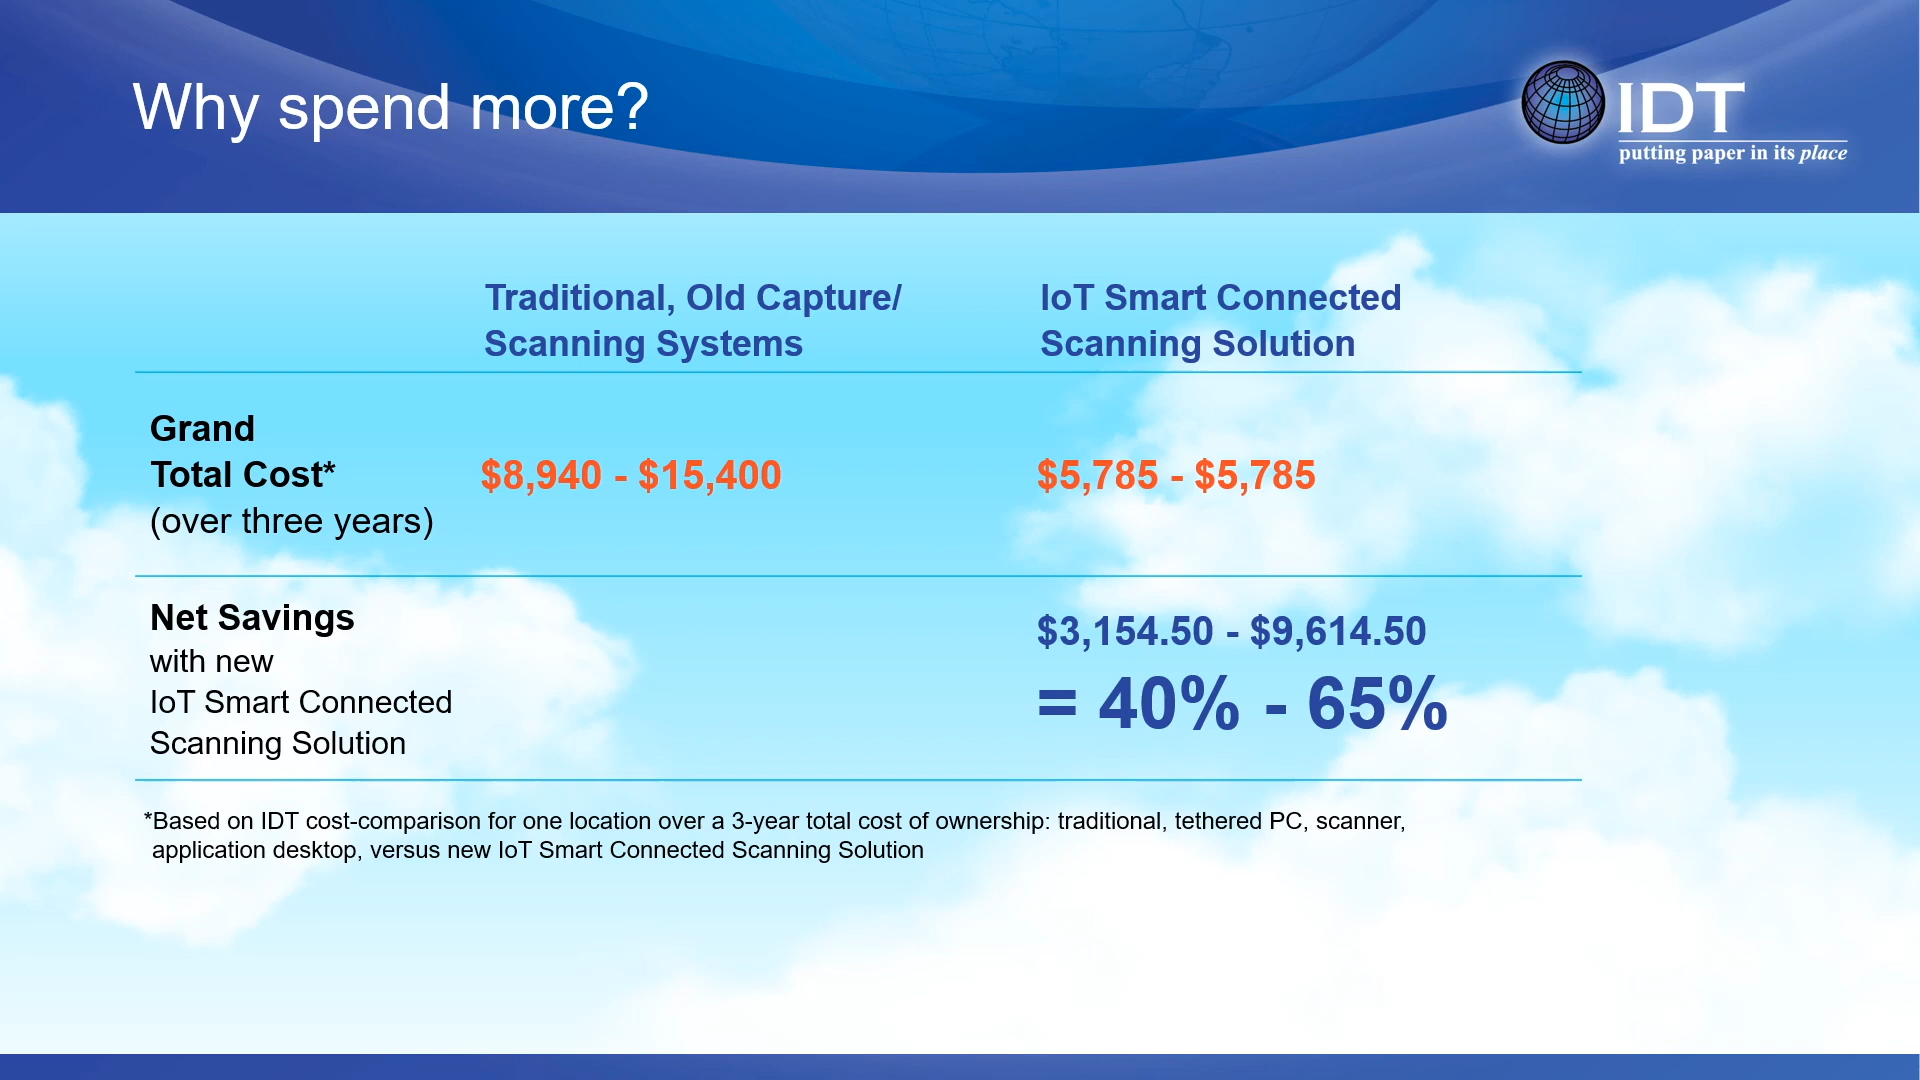 Why spend more?
IDT
putting paper in its place
Traditional, Old Capture/
Scanning Systems
IoT Smart Connected
Scanning Solution
Grand
Total Cost*
(over three years)
$8,940 - $15,400
$5,785 - $5,785
Net Savings
with new
IoT Smart Connected
Scanning Solution
$3,154.50 - $9,614.50
= 40% - 65%
*Based on IDT cost-comparison for one location over a 3-year total cost of ownership: traditional, tethered PC, scanner,
application desktop, versus new IoT Smart Connected Scanning Solution